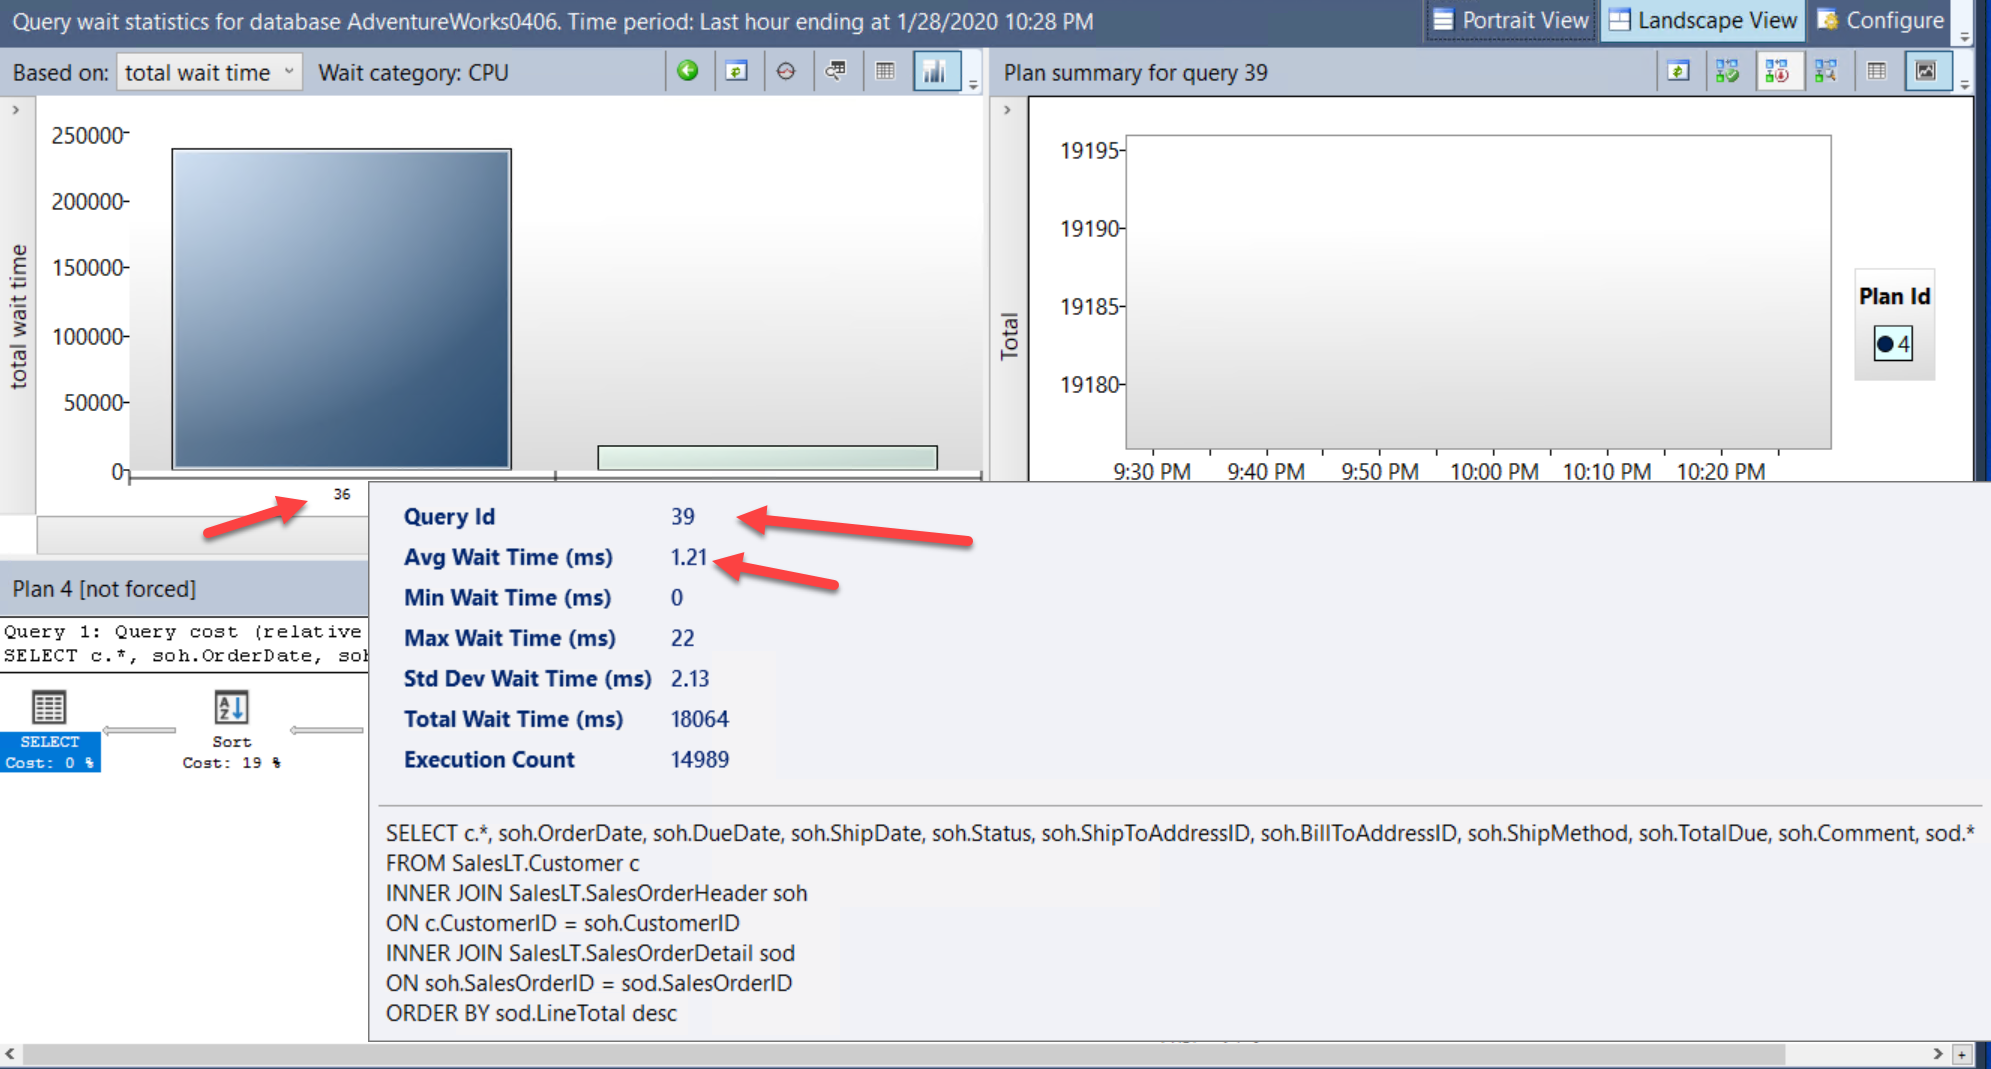 Query wait statistics for database AdventureWorks0406. Time period: Last hour ending at 1/28/2020 10:28 PM
Portrait View
Landscape View
Configure
Based on: total wait time
Wait category: CPU
Plan summary for query 39
total wait time
250000
200000
150000
100000
50000
0
36
Total
19195
19190
19185
19180
9:30 PM
9:40 PM
9:50 PM
10:00 PM
10:10 PM
10:20 PM
Plan Id
4
Query Id 39
Avg Wait Time (ms) 1.21
Min Wait Time (ms) 0
Max Wait Time (ms) 22
Std Dev Wait Time (ms) 2.13
Total Wait Time (ms) 18064
Execution Count 14989
SELECT c.*, soh.OrderDate, soh.DueDate, soh.ShipDate, soh.Status, soh.ShipToAddressID, soh.BillToAddressID, soh.ShipMethod, soh.TotalDue, soh.Comment, sod.*
FROM SalesLT.Customer c
INNER JOIN SalesLT.SalesOrderHeader soh
ON c.CustomerID = soh.CustomerID
INNER JOIN SalesLT.SalesOrderDetail sod
ON soh.SalesOrderID = sod.SalesOrderID
ORDER BY sod.LineTotal desc
Plan 4 [not forced]
Query 1: Query cost (relative
SELECT c.*, soh.OrderDate, soh
SELECT
Cost: 0 %
Sort
Cost: 19 %